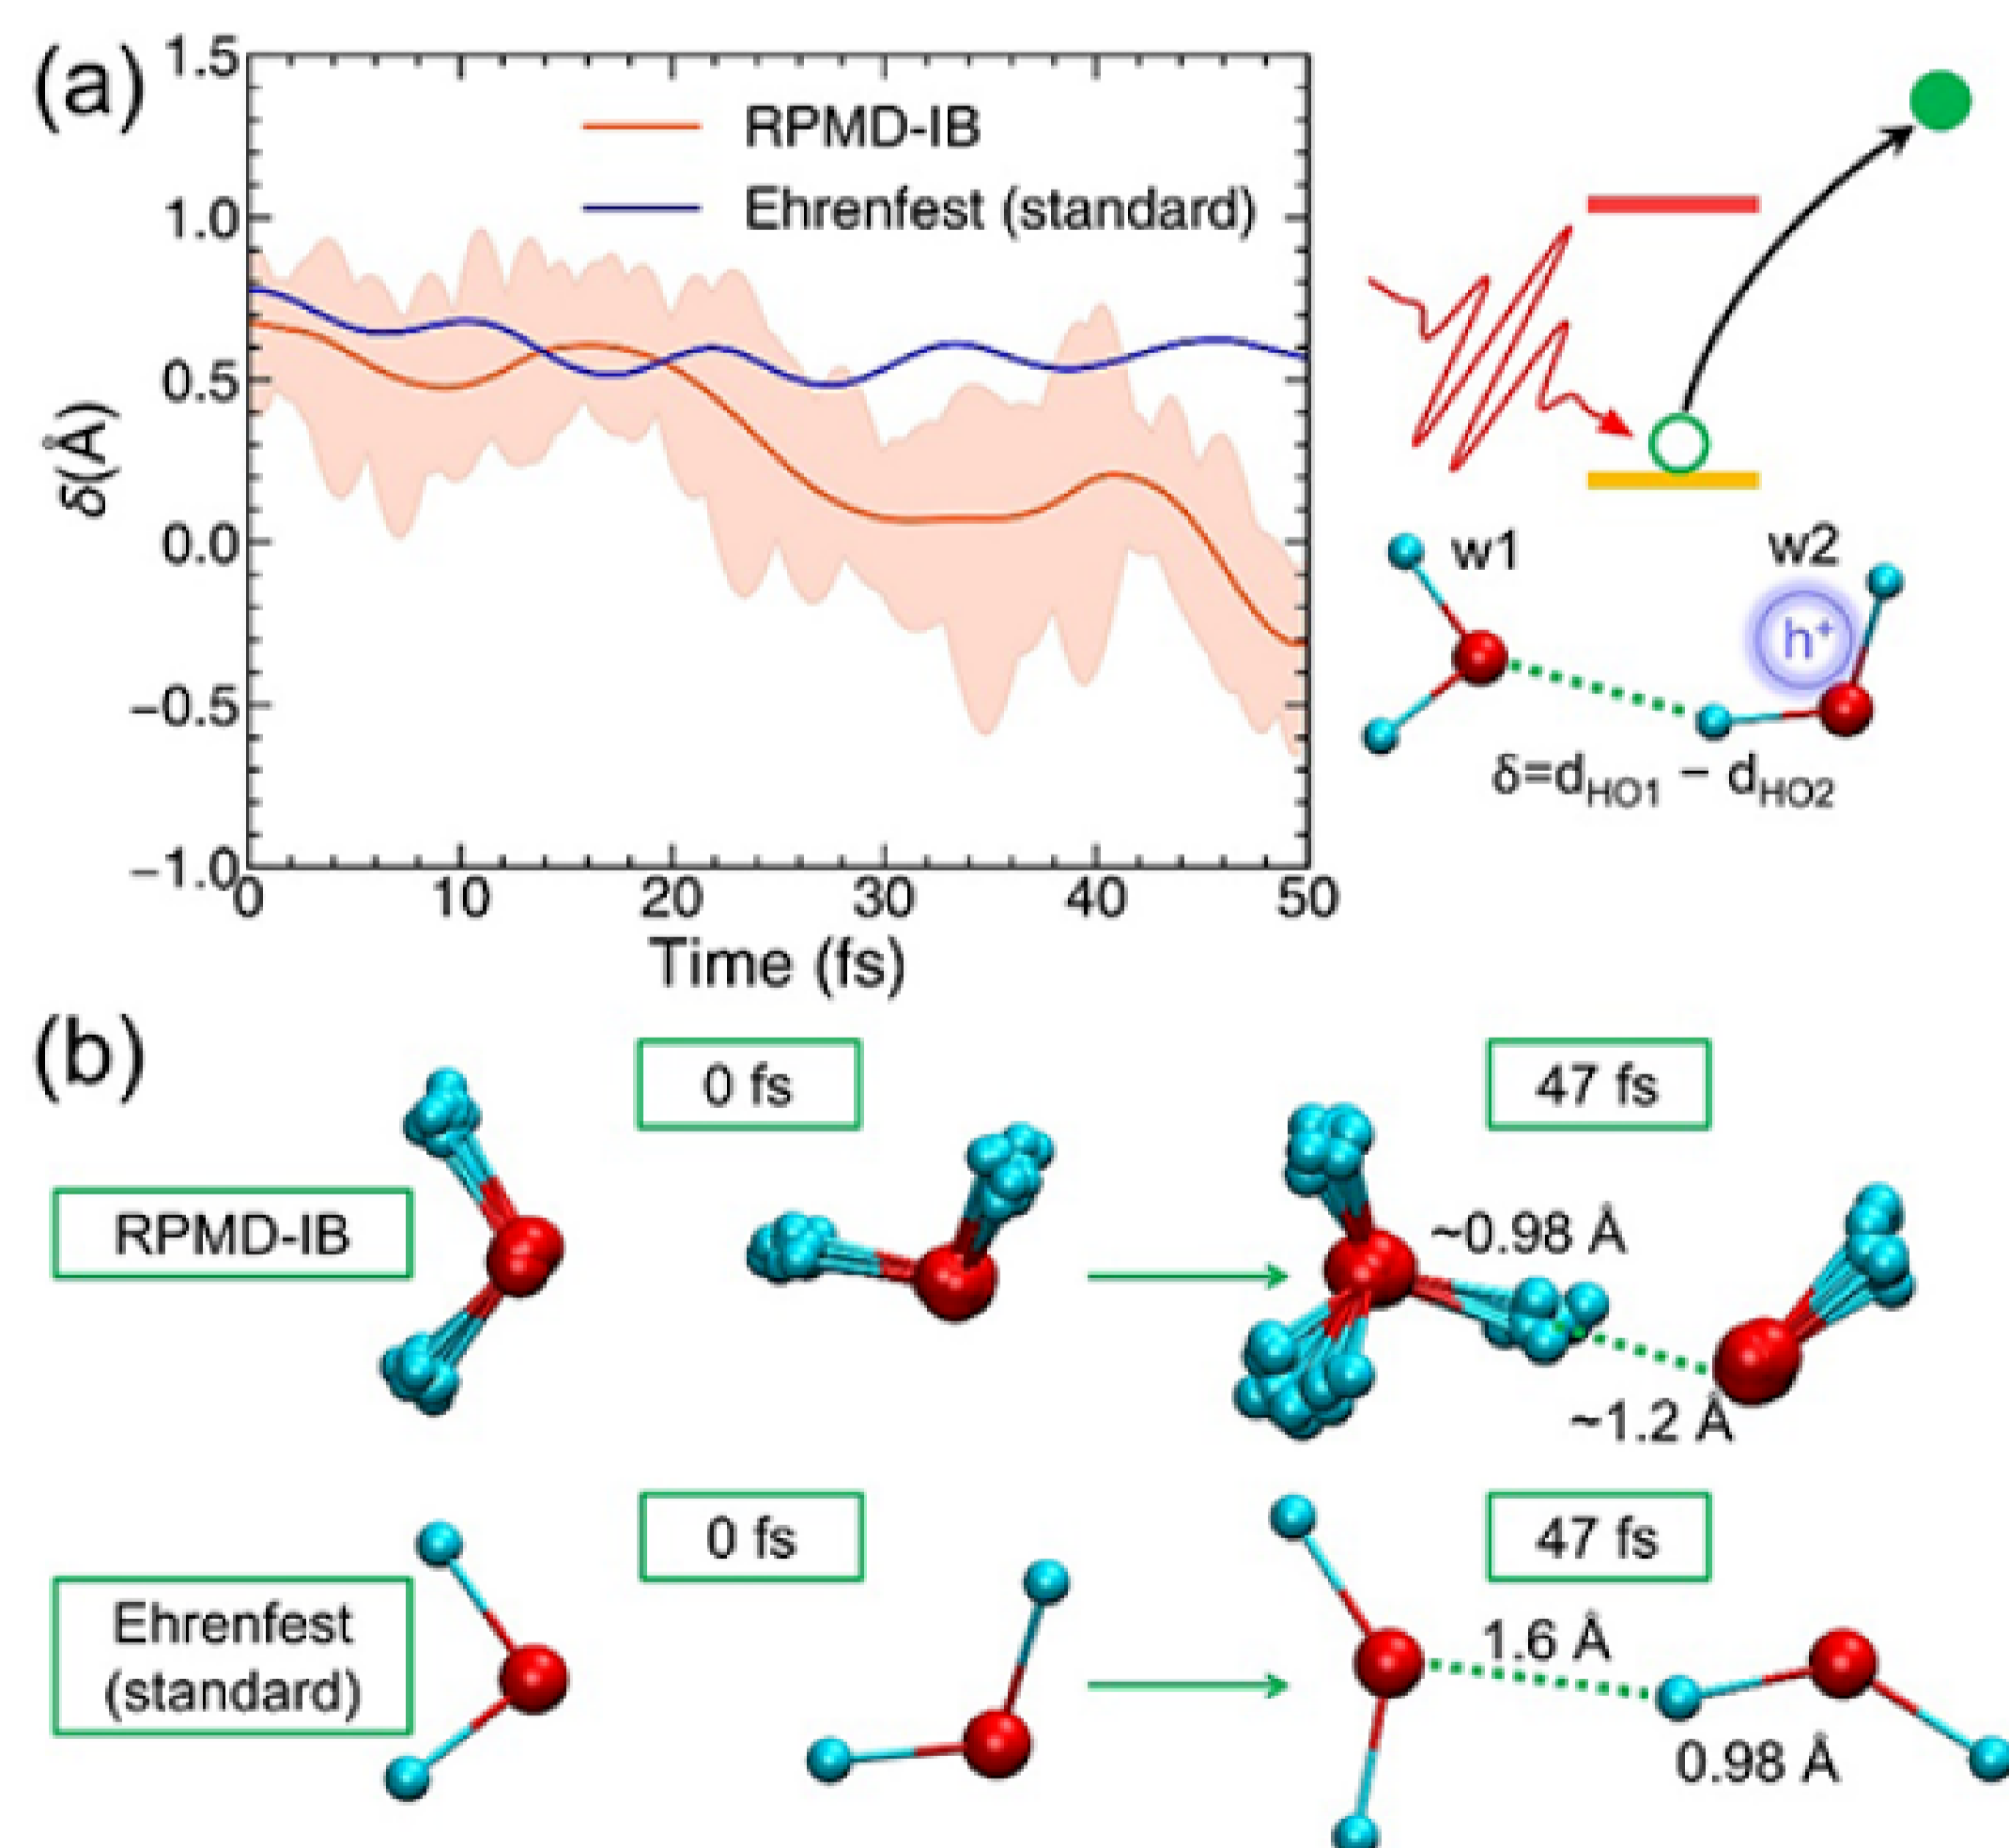 (a)
1.5
1.0
0.5
0.0
−0.5
−1.0
δ(Å)
RPMD-IB
Ehrenfest (standard)
0 10 20 30 40 50
Time (fs)
w1
w2
h⁺
δ=d_HO1 − d_HO2
(b)
0 fs
47 fs
RPMD-IB
~0.98 Å
~1.2 Å
0 fs
47 fs
Ehrenfest
(standard)
1.6 Å
0.98 Å